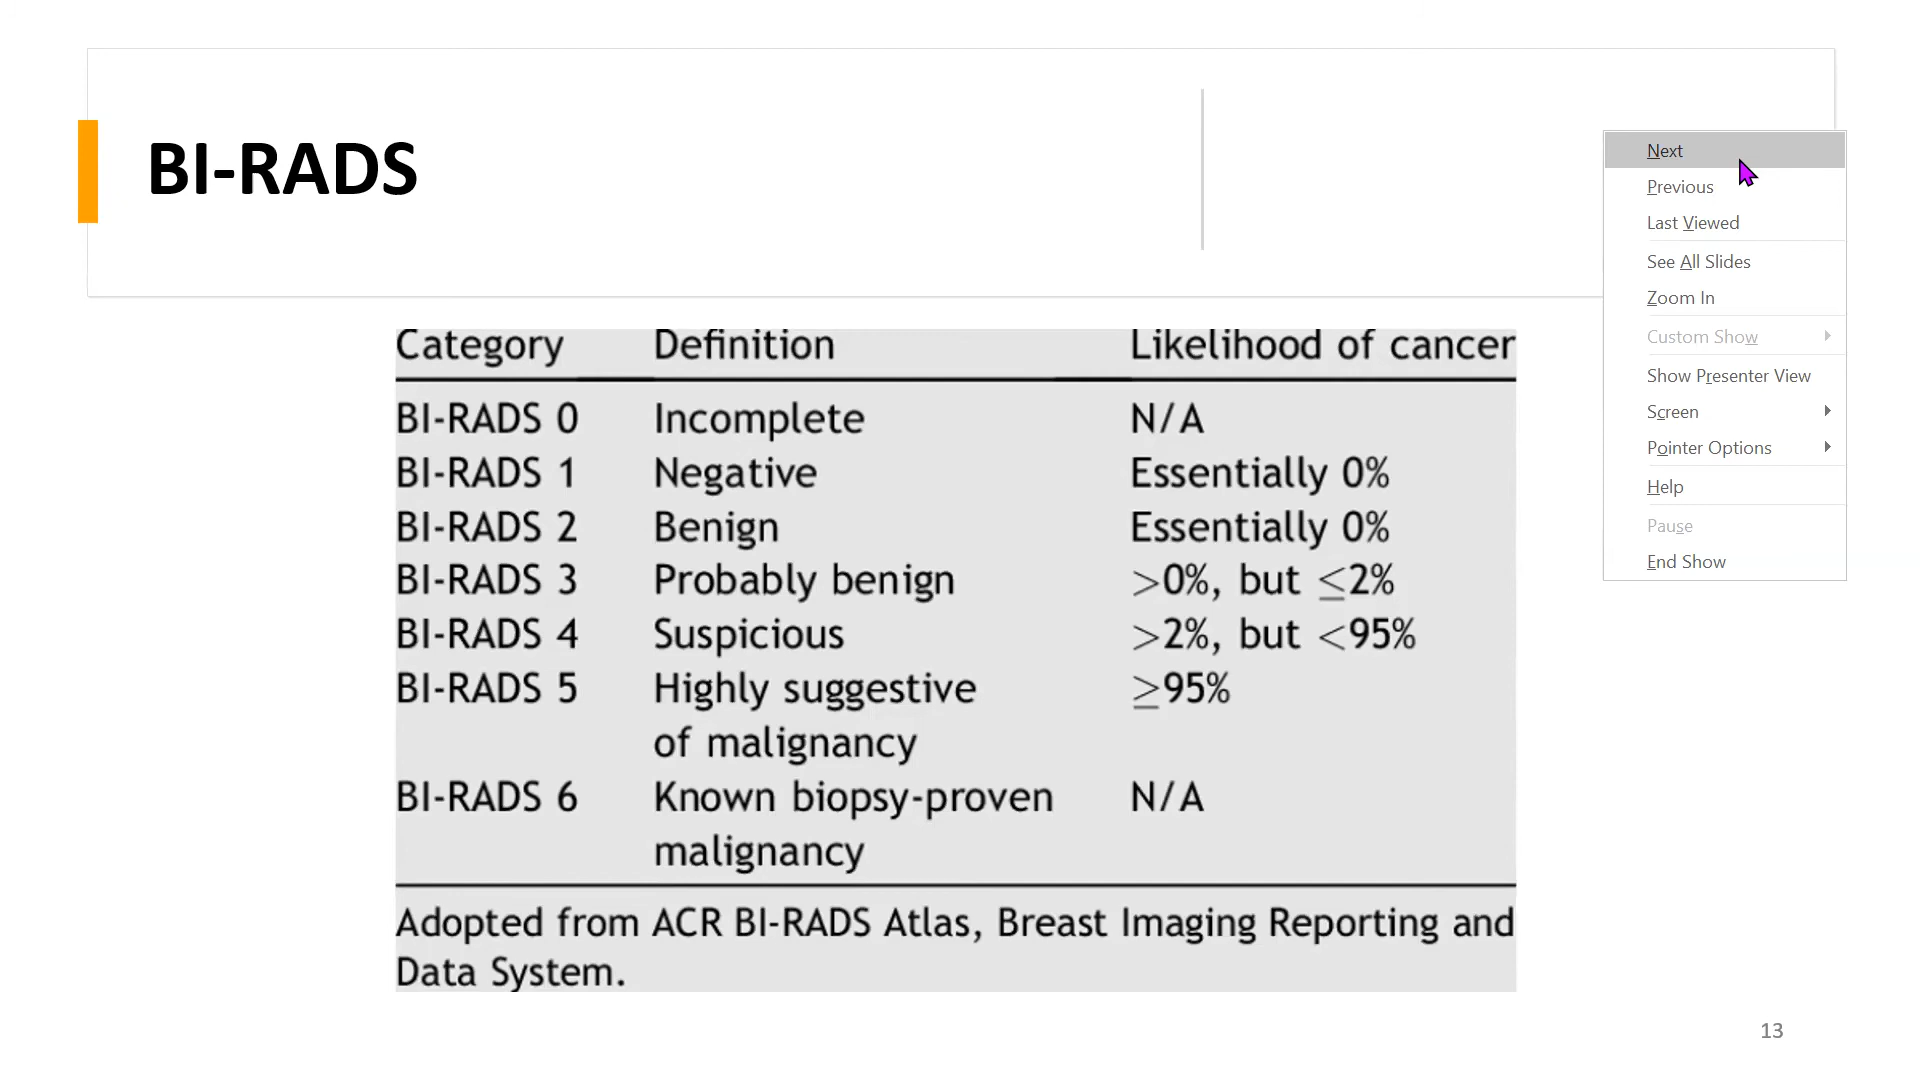 BI-RADS
Next
Previous
Last Viewed
See All Slides
Zoom In
Custom Show
Show Presenter View
Screen
Pointer Options
Help
Pause
End Show
Category Definition Likelihood of cancer
BI-RADS 0 Incomplete N/A
BI-RADS 1 Negative Essentially 0%
BI-RADS 2 Benign Essentially 0%
BI-RADS 3 Probably benign >0%, but ≤2%
BI-RADS 4 Suspicious >2%, but <95%
BI-RADS 5 Highly suggestive ≥95%
of malignancy
BI-RADS 6 Known biopsy-proven N/A
malignancy
Adopted from ACR BI-RADS Atlas, Breast Imaging Reporting and
Data System.
13